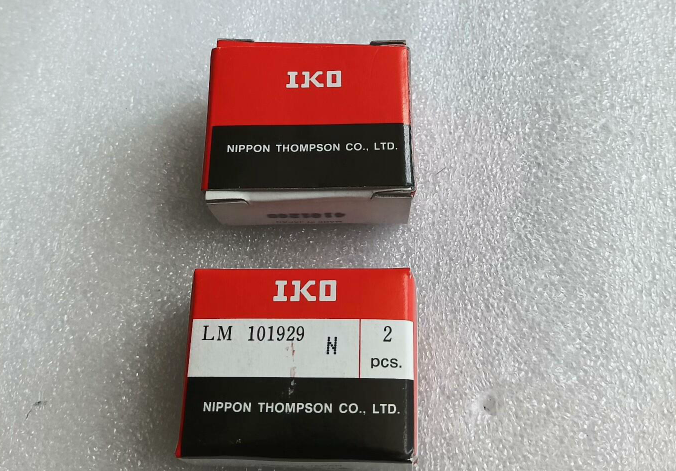 IKO
NIPPON THOMPSON CO., LTD.
IKO
LM 101929 N 2
pcs.
NIPPON THOMPSON CO., LTD.